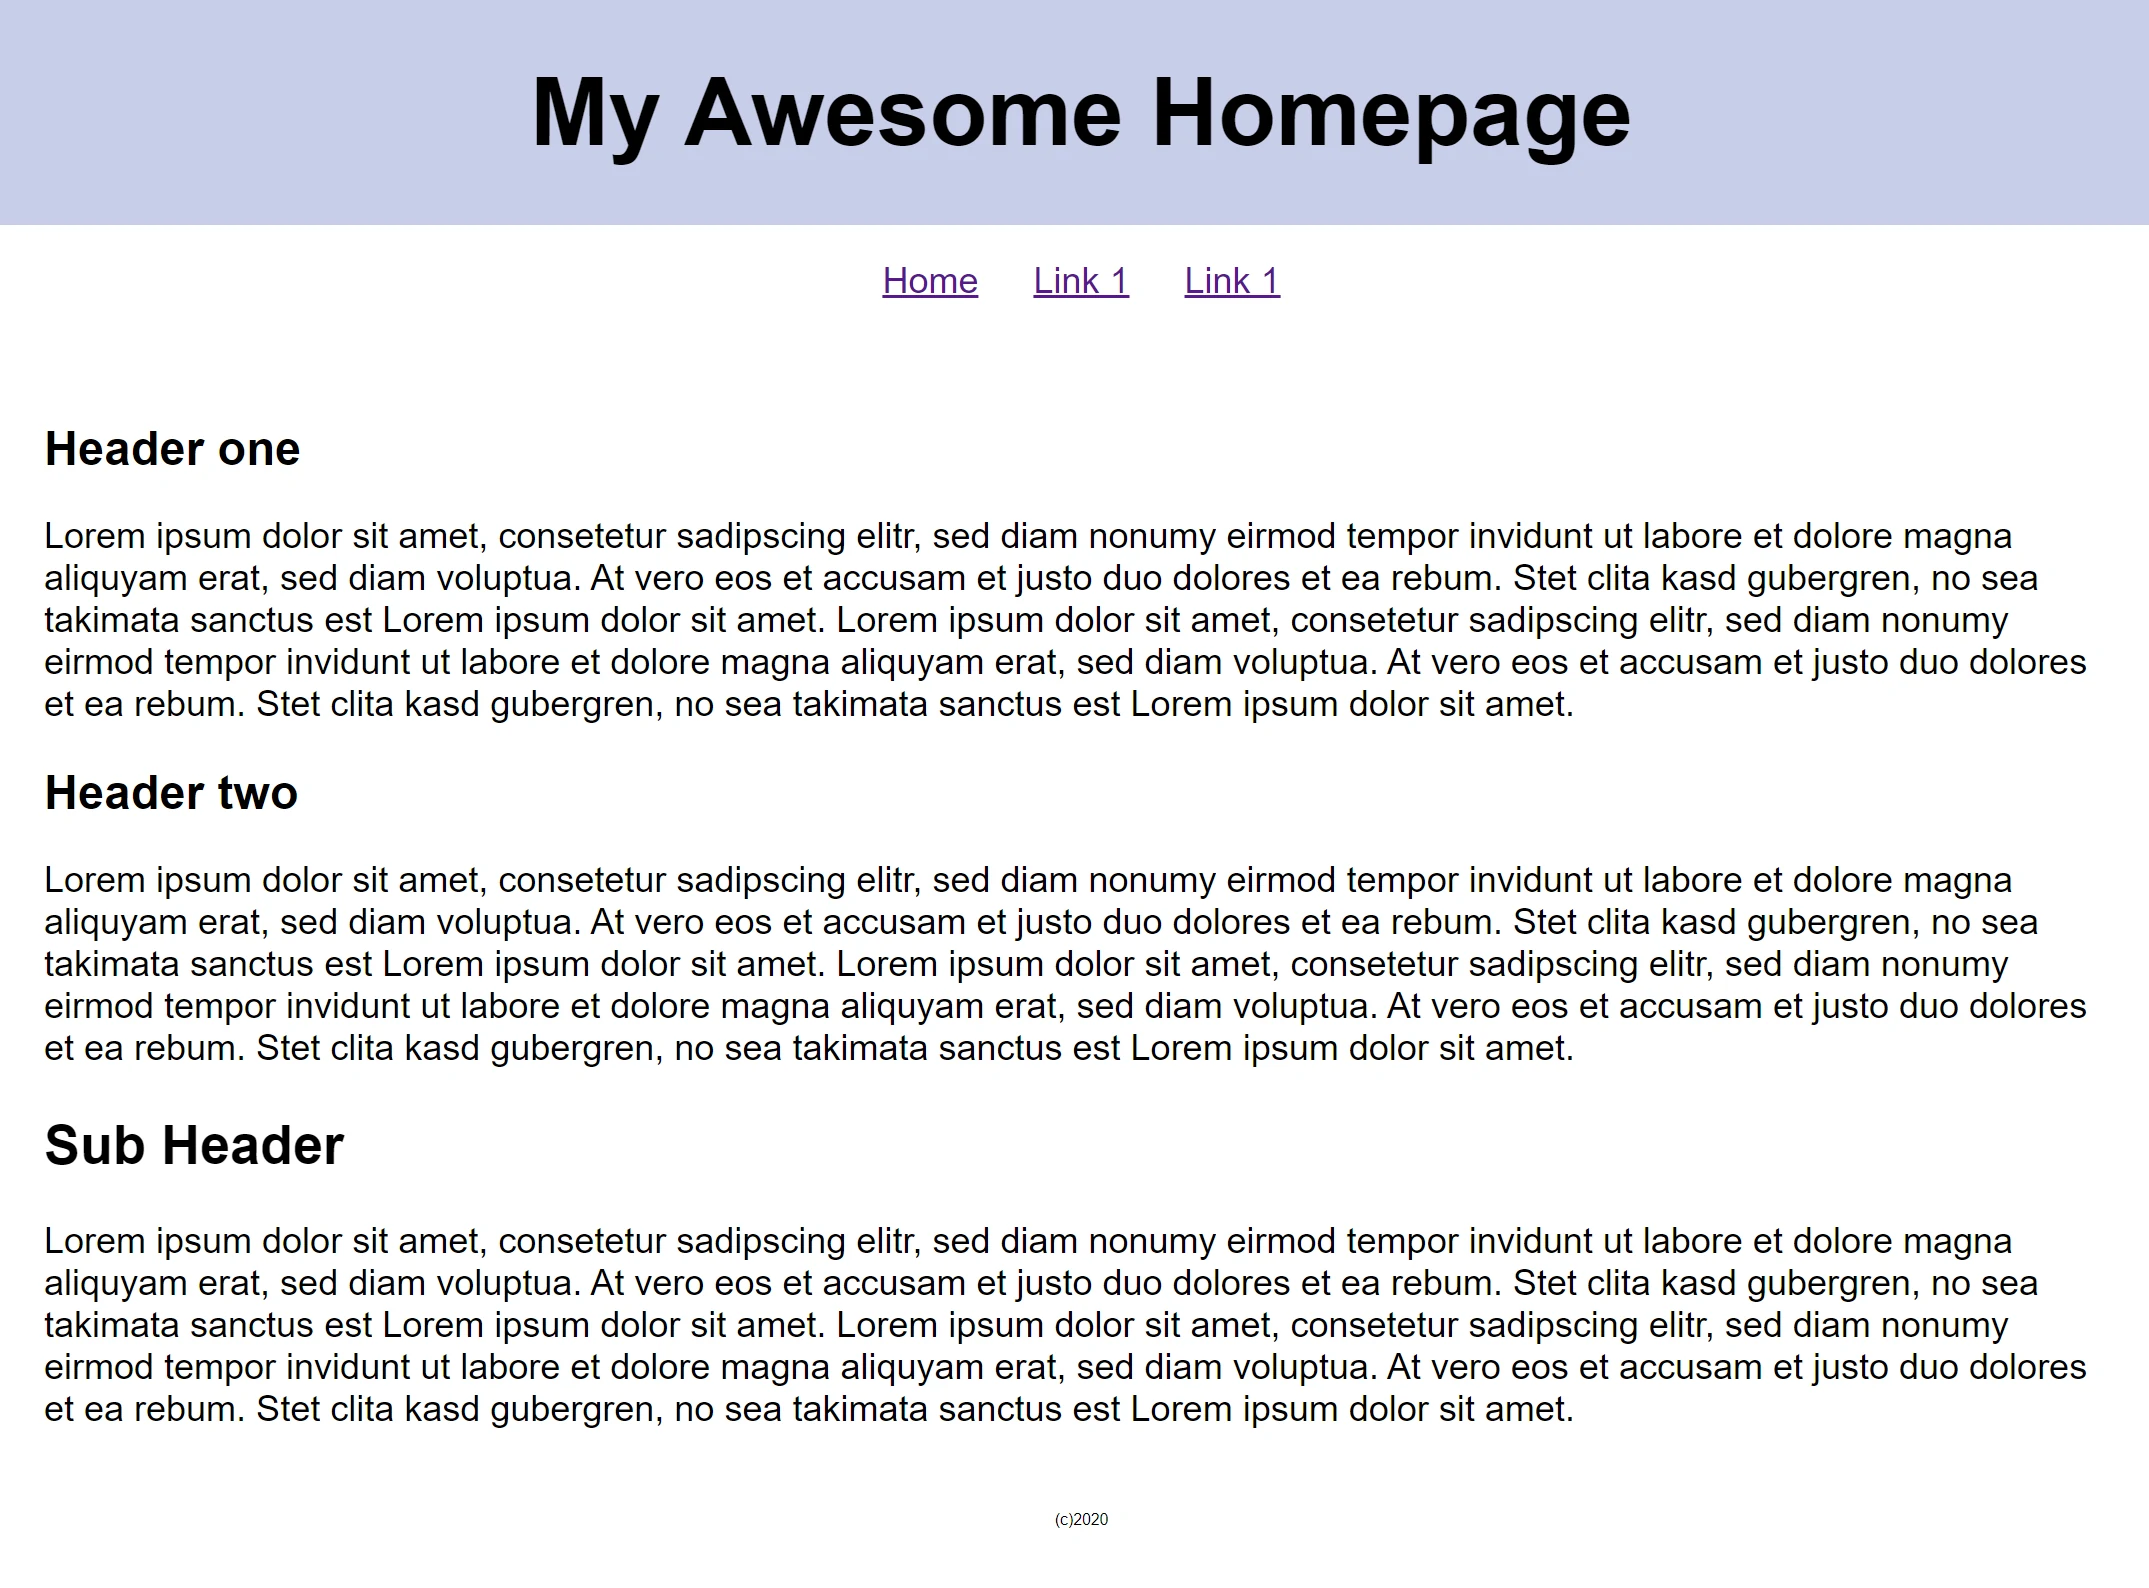 My Awesome Homepage
Home Link 1 Link 1
Header one
Lorem ipsum dolor sit amet, consetetur sadipscing elitr, sed diam nonumy eirmod tempor invidunt ut labore et dolore magna
aliquyam erat, sed diam voluptua. At vero eos et accusam et justo duo dolores et ea rebum. Stet clita kasd gubergren, no sea
takimata sanctus est Lorem ipsum dolor sit amet. Lorem ipsum dolor sit amet, consetetur sadipscing elitr, sed diam nonumy
eirmod tempor invidunt ut labore et dolore magna aliquyam erat, sed diam voluptua. At vero eos et accusam et justo duo dolores
et ea rebum. Stet clita kasd gubergren, no sea takimata sanctus est Lorem ipsum dolor sit amet.
Header two
Lorem ipsum dolor sit amet, consetetur sadipscing elitr, sed diam nonumy eirmod tempor invidunt ut labore et dolore magna
aliquyam erat, sed diam voluptua. At vero eos et accusam et justo duo dolores et ea rebum. Stet clita kasd gubergren, no sea
takimata sanctus est Lorem ipsum dolor sit amet. Lorem ipsum dolor sit amet, consetetur sadipscing elitr, sed diam nonumy
eirmod tempor invidunt ut labore et dolore magna aliquyam erat, sed diam voluptua. At vero eos et accusam et justo duo dolores
et ea rebum. Stet clita kasd gubergren, no sea takimata sanctus est Lorem ipsum dolor sit amet.
Sub Header
Lorem ipsum dolor sit amet, consetetur sadipscing elitr, sed diam nonumy eirmod tempor invidunt ut labore et dolore magna
aliquyam erat, sed diam voluptua. At vero eos et accusam et justo duo dolores et ea rebum. Stet clita kasd gubergren, no sea
takimata sanctus est Lorem ipsum dolor sit amet. Lorem ipsum dolor sit amet, consetetur sadipscing elitr, sed diam nonumy
eirmod tempor invidunt ut labore et dolore magna aliquyam erat, sed diam voluptua. At vero eos et accusam et justo duo dolores
et ea rebum. Stet clita kasd gubergren, no sea takimata sanctus est Lorem ipsum dolor sit amet.
(c)2020